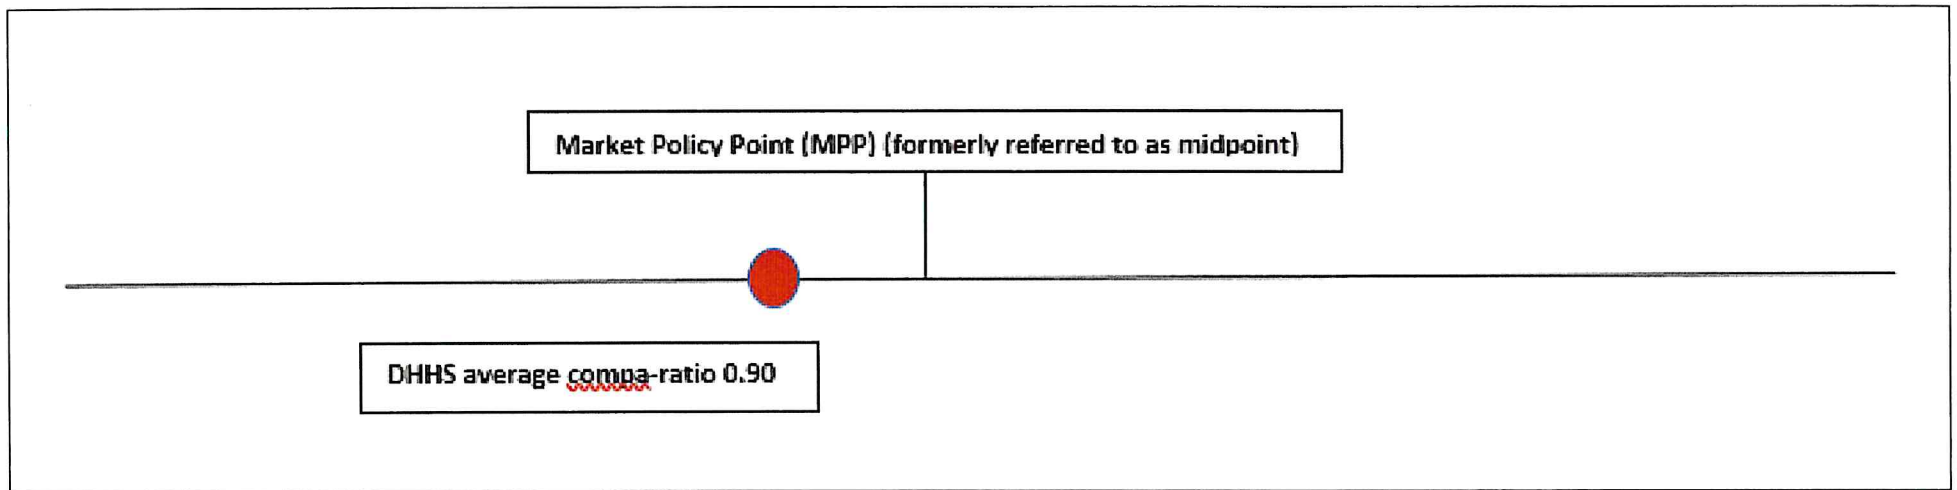 Market Policy Point (MPP) (formerly referred to as midpoint)
DHHS average compa-ratio 0.90